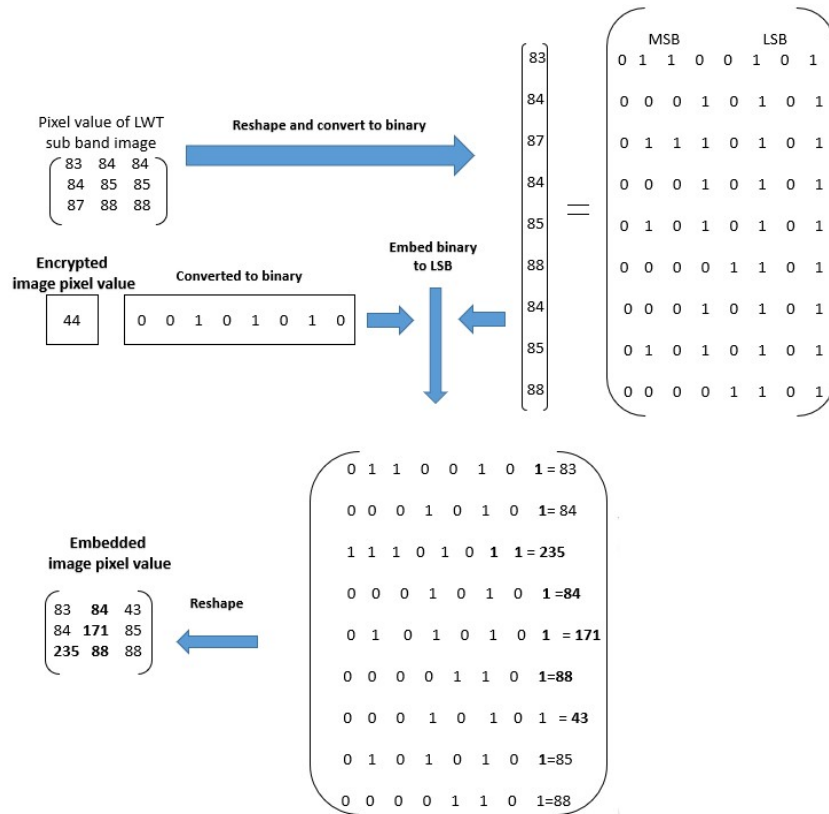 MSB LSB
83 0 1 1 0 0 1 0 1
84 0 0 0 1 0 1 0 1
Pixel value of LWT
sub band image
83 84 84
84 85 85
87 88 88
Reshape and convert to binary
87 0 1 1 1 0 1 0 1
84 0 0 0 1 0 1 0 1
=
85 0 1 0 1 0 1 0 1
88 0 0 0 0 1 1 0 1
84 0 0 0 1 0 1 0 1
85 0 1 0 1 0 1 0 1
88 0 0 0 0 1 1 0 1
Encrypted
image pixel value
44
Converted to binary
0 0 1 0 1 0 1 0
Embed binary
to LSB
0 1 1 0 0 1 0 1 = 83
0 0 0 1 0 1 0 1= 84
1 1 1 0 1 0 1 1 = 235
0 0 0 1 0 1 0 1 =84
0 1 0 1 0 1 0 1 = 171
0 0 0 0 1 1 0 1=88
0 0 0 1 0 1 0 1 = 43
0 1 0 1 0 1 0 1=85
0 0 0 0 1 1 0 1=88
Reshape
Embedded
image pixel value
83 84 43
84 171 85
235 88 88